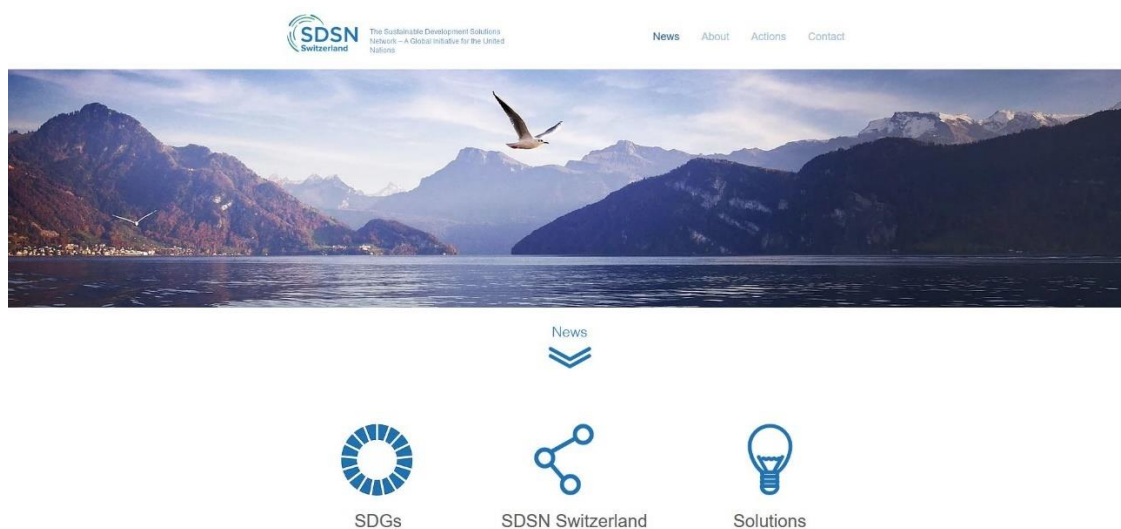 SDSN
Switzerland
The Sustainable Development Solutions
Network – A Global Initiative for the United
Nations
News About Actions Contact
News
SDGs SDSN Switzerland Solutions